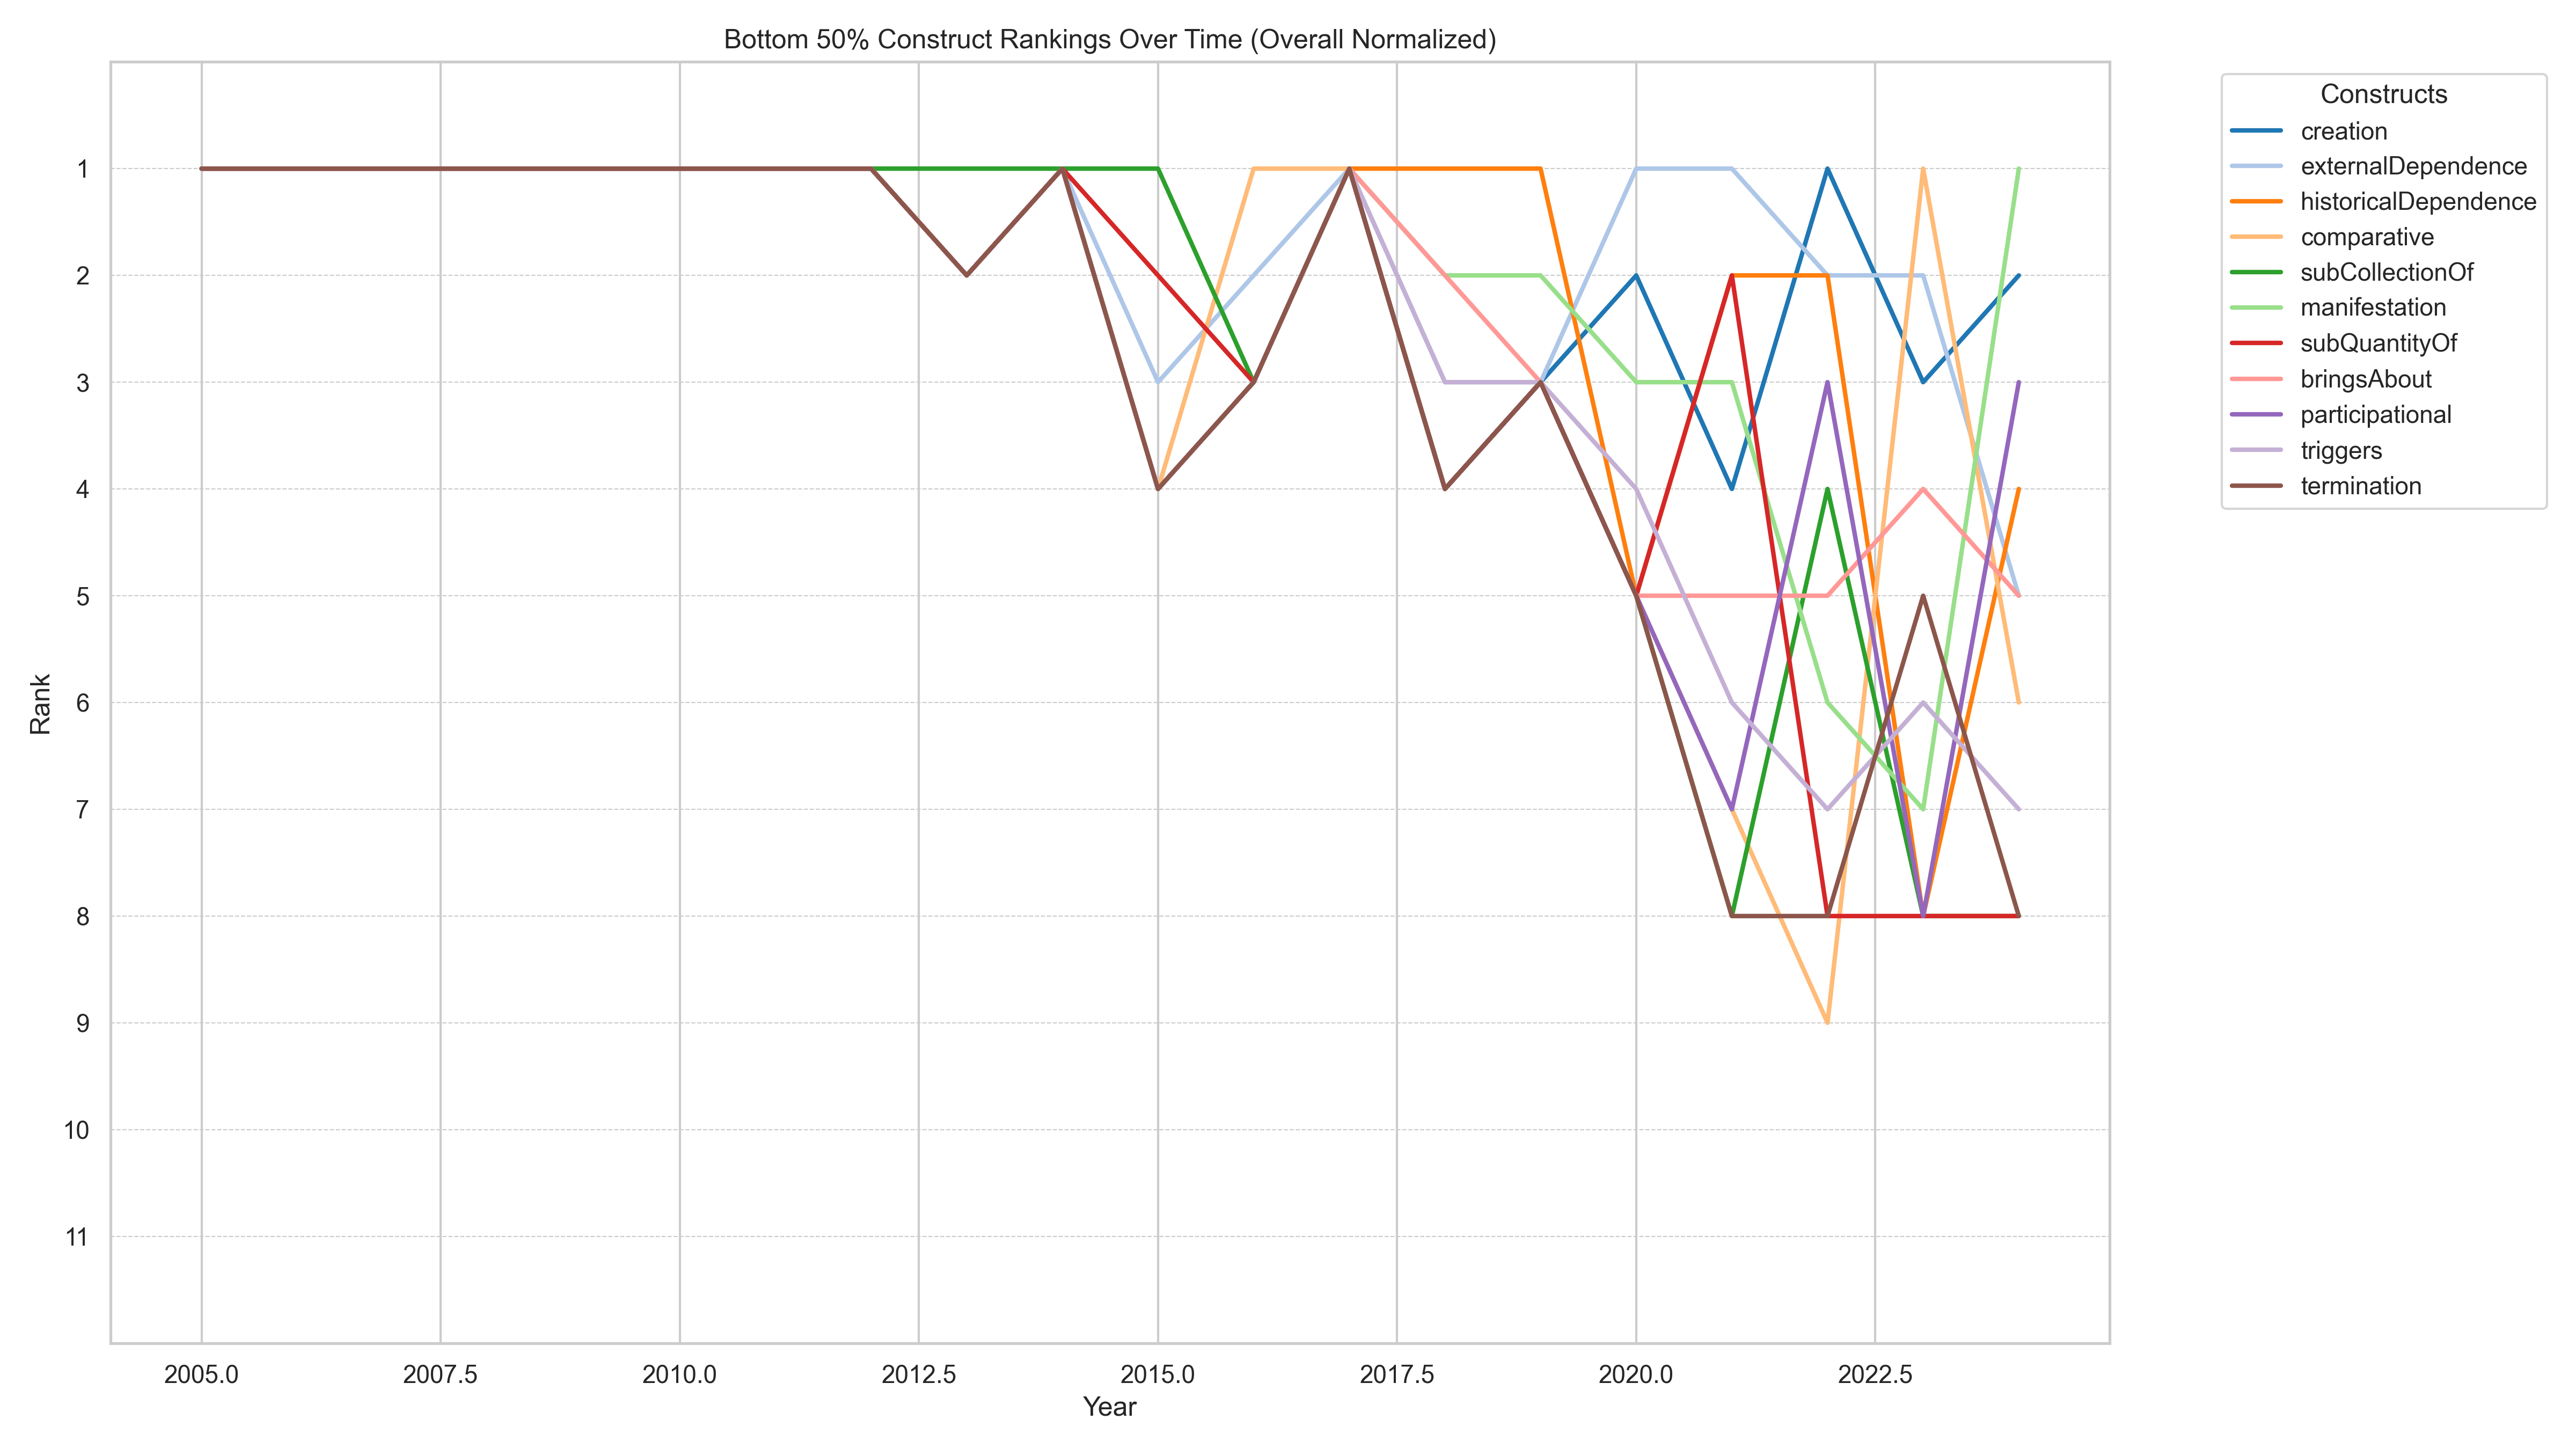 Bottom 50% Construct Rankings Over Time (Overall Normalized)
Rank
1
2
3
4
5
6
7
8
9
10
11
2005.0 2007.5 2010.0 2012.5 2015.0 2017.5 2020.0 2022.5
Year
Constructs
creation
externalDependence
historicalDependence
comparative
subCollectionOf
manifestation
subQuantityOf
bringsAbout
participational
triggers
termination